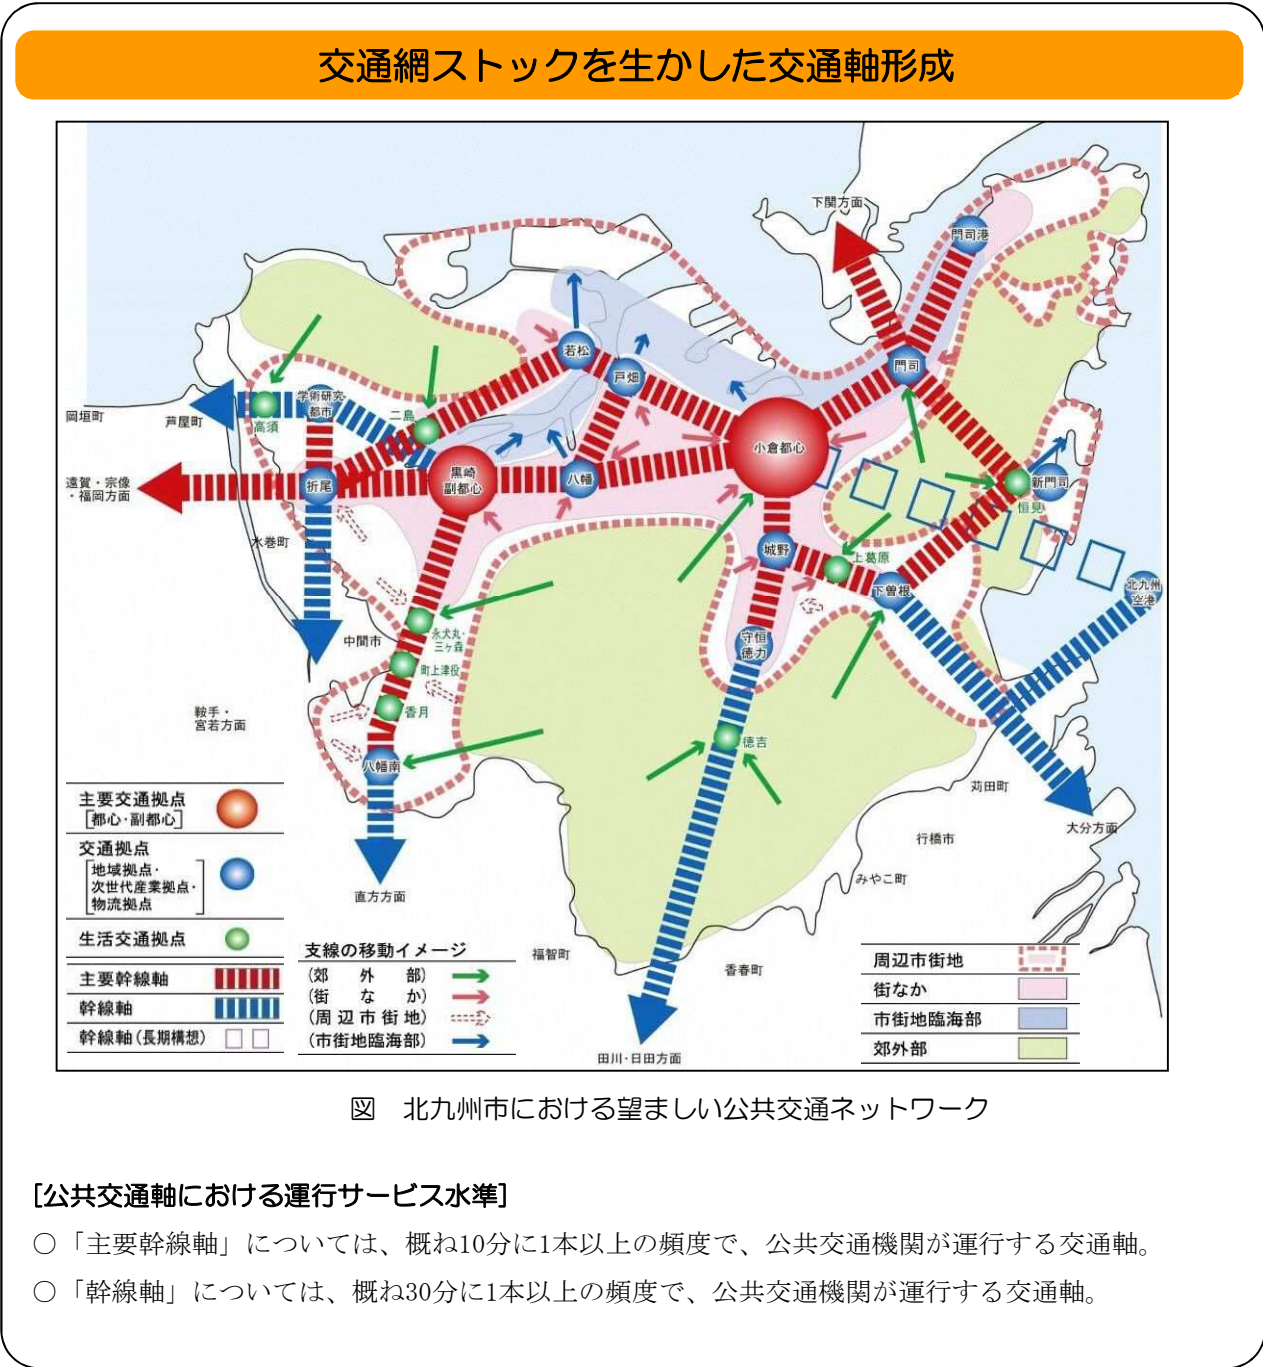 交通網ストックを生かした交通軸形成
下関方面
門司港
若松
戸畑
門司
学術研究
都市
高須
二島
岡垣町
芦屋町
小倉都心
黒崎
副都心
八幡
折尾
遠賀・宗像
・福岡方面
新門司
恒見
水巻町
城野
上葛原
下曽根
北九州
空港
永犬丸・
三ヶ森
中間市
守恒
徳力
町上津役
香月
鞍手・
宮若方面
徳吉
八幡南
苅田町
大分方面
行橋市
みやこ町
直方方面
福智町
香春町
田川・日田方面
主要交通拠点
[都心・副都心]
交通拠点
地域拠点・
次世代産業拠点・
物流拠点
生活交通拠点
主要幹線軸
幹線軸
幹線軸(長期構想)
支線の移動イメージ
(郊外部)
(街なか)
(周辺市街地)
(市街地臨海部)
周辺市街地
街なか
市街地臨海部
郊外部
図　北九州市における望ましい公共交通ネットワーク
[公共交通軸における運行サービス水準]
○「主要幹線軸」については、概ね10分に1本以上の頻度で、公共交通機関が運行する交通軸。
○「幹線軸」については、概ね30分に1本以上の頻度で、公共交通機関が運行する交通軸。